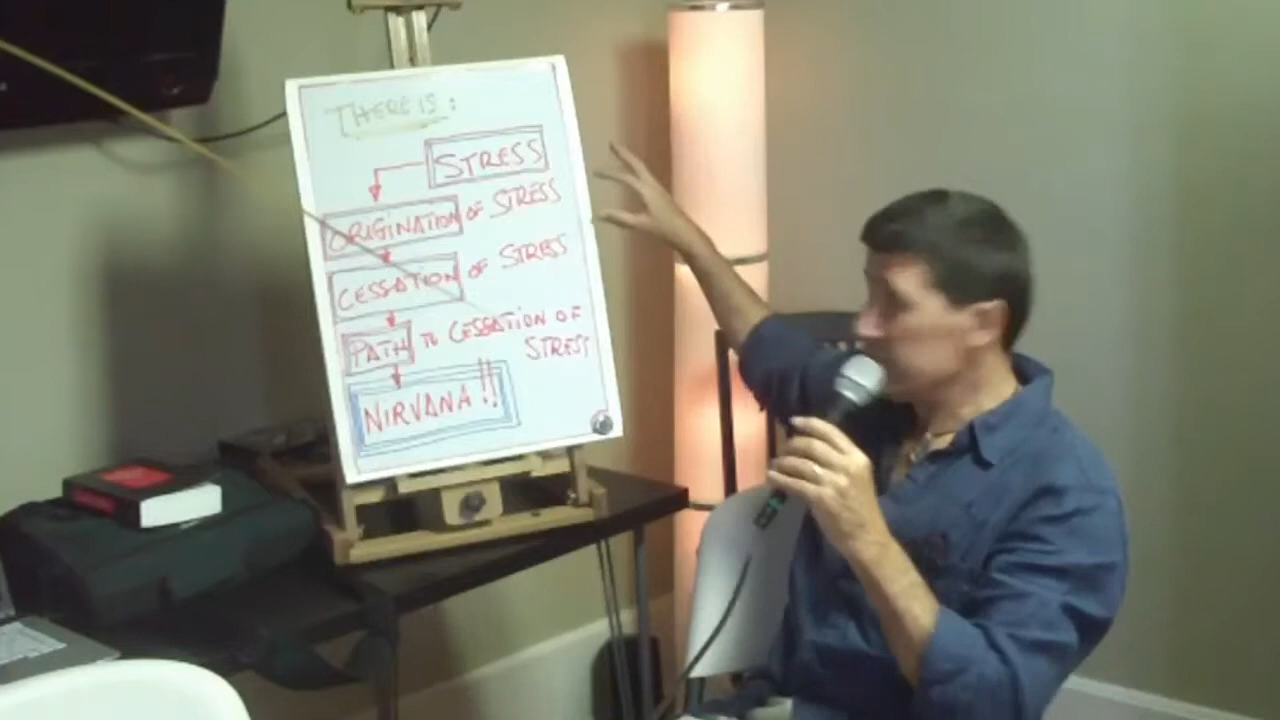 THERE IS:
STRESS
ORIGINATION OF STRESS
CESSATION OF STRESS
PATH TO CESSATION OF
STRESS
NIRVANA!!